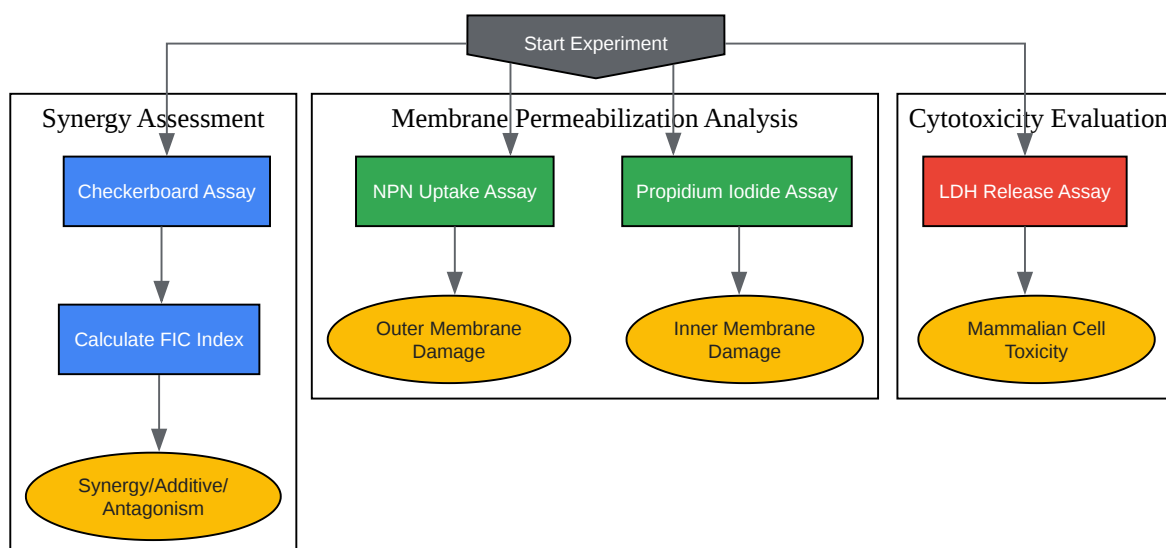 Start Experiment
Synergy Assessment
Membrane Permeabilization Analysis
Cytotoxicity Evaluation
Checkerboard Assay
NPN Uptake Assay
Propidium Iodide Assay
LDH Release Assay
Calculate FIC Index
Outer Membrane
Damage
Inner Membrane
Damage
Mammalian Cell
Toxicity
Synergy/Additive/
Antagonism